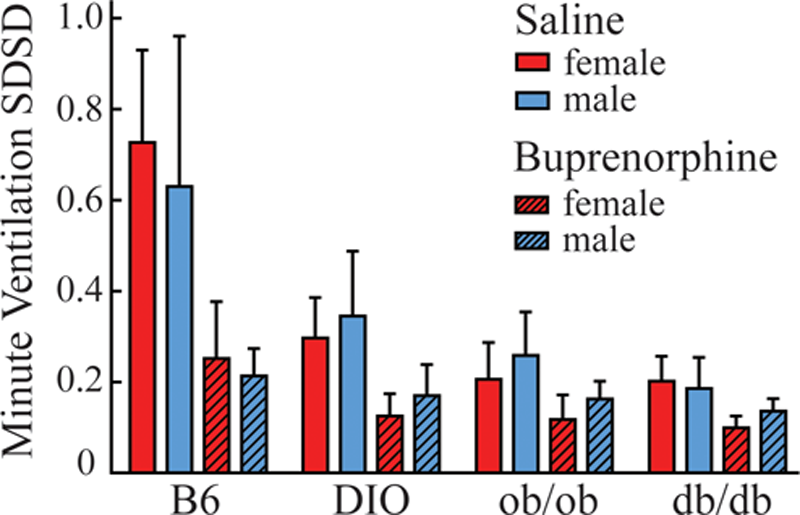 Minute Ventilation SDSD
1.0
0.8
0.6
0.4
0.2
0
Saline
female
male
Buprenorphine
female
male
B6
DIO
ob/ob
db/db